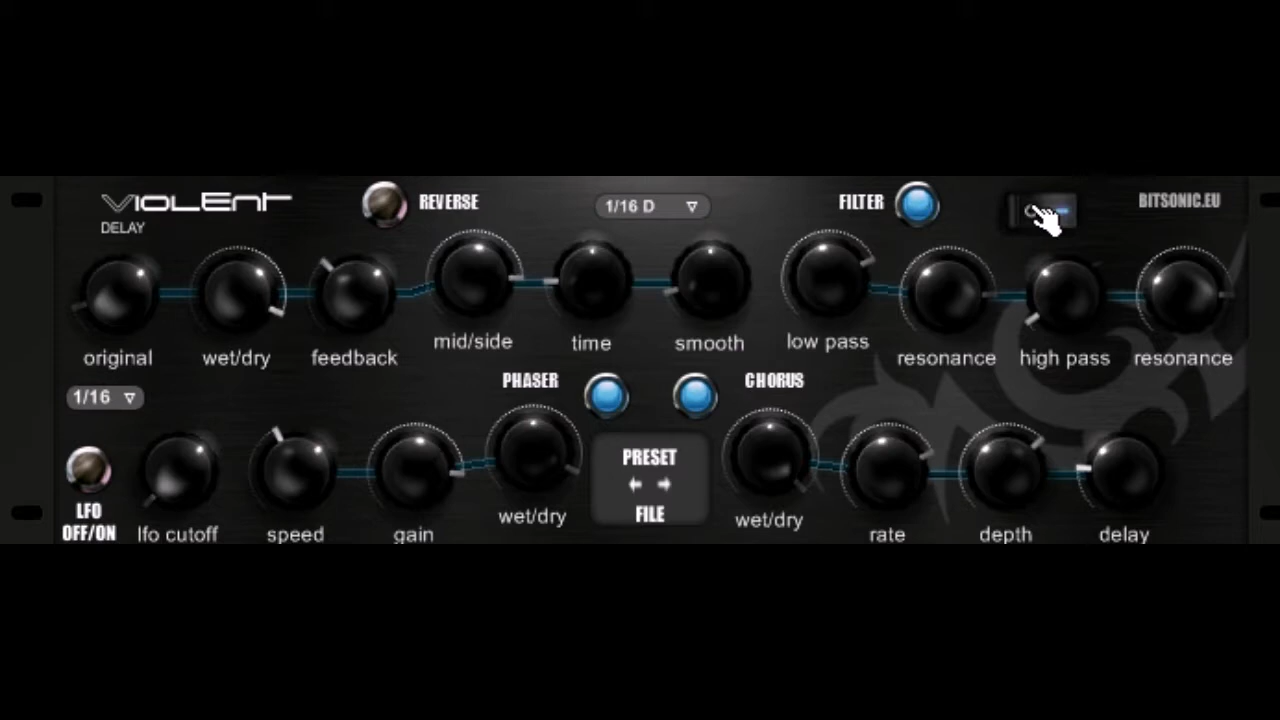 VIOLEnt
DELAY
REVERSE
1/16 D
FILTER
BITSONIC.EU
original
wet/dry
feedback
mid/side
time
smooth
low pass
resonance
high pass
resonance
1/16
PHASER
CHORUS
LFO
OFF/ON
lfo cutoff
speed
gain
wet/dry
PRESET
FILE
wet/dry
rate
depth
delay